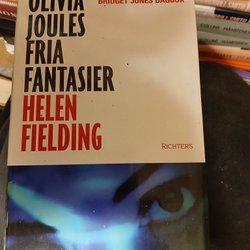 BRIDGET JONES DAGBOK
OLIVIA
JOULES
FRIA
FANTASIER
HELEN
FIELDING
RICHTERS